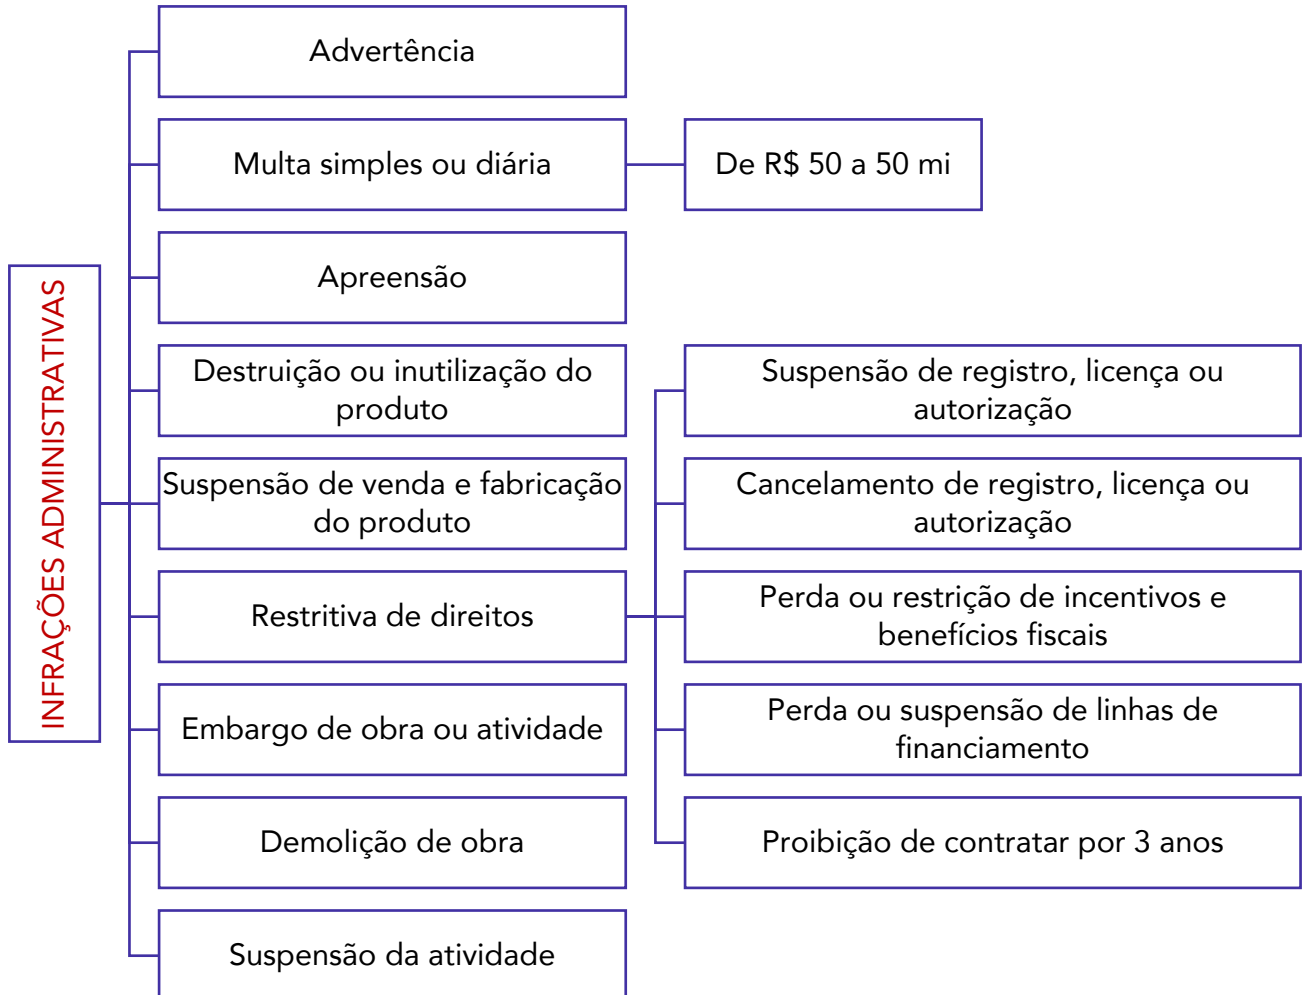 INFRAÇÕES ADMINISTRATIVAS
Advertência
Multa simples ou diária
De R$ 50 a 50 mi
Apreensão
Destruição ou inutilização do
produto
Suspensão de venda e fabricação
do produto
Restritiva de direitos
Suspensão de registro, licença ou
autorização
Cancelamento de registro, licença ou
autorização
Perda ou restrição de incentivos e
benefícios fiscais
Perda ou suspensão de linhas de
financiamento
Proibição de contratar por 3 anos
Embargo de obra ou atividade
Demolição de obra
Suspensão da atividade